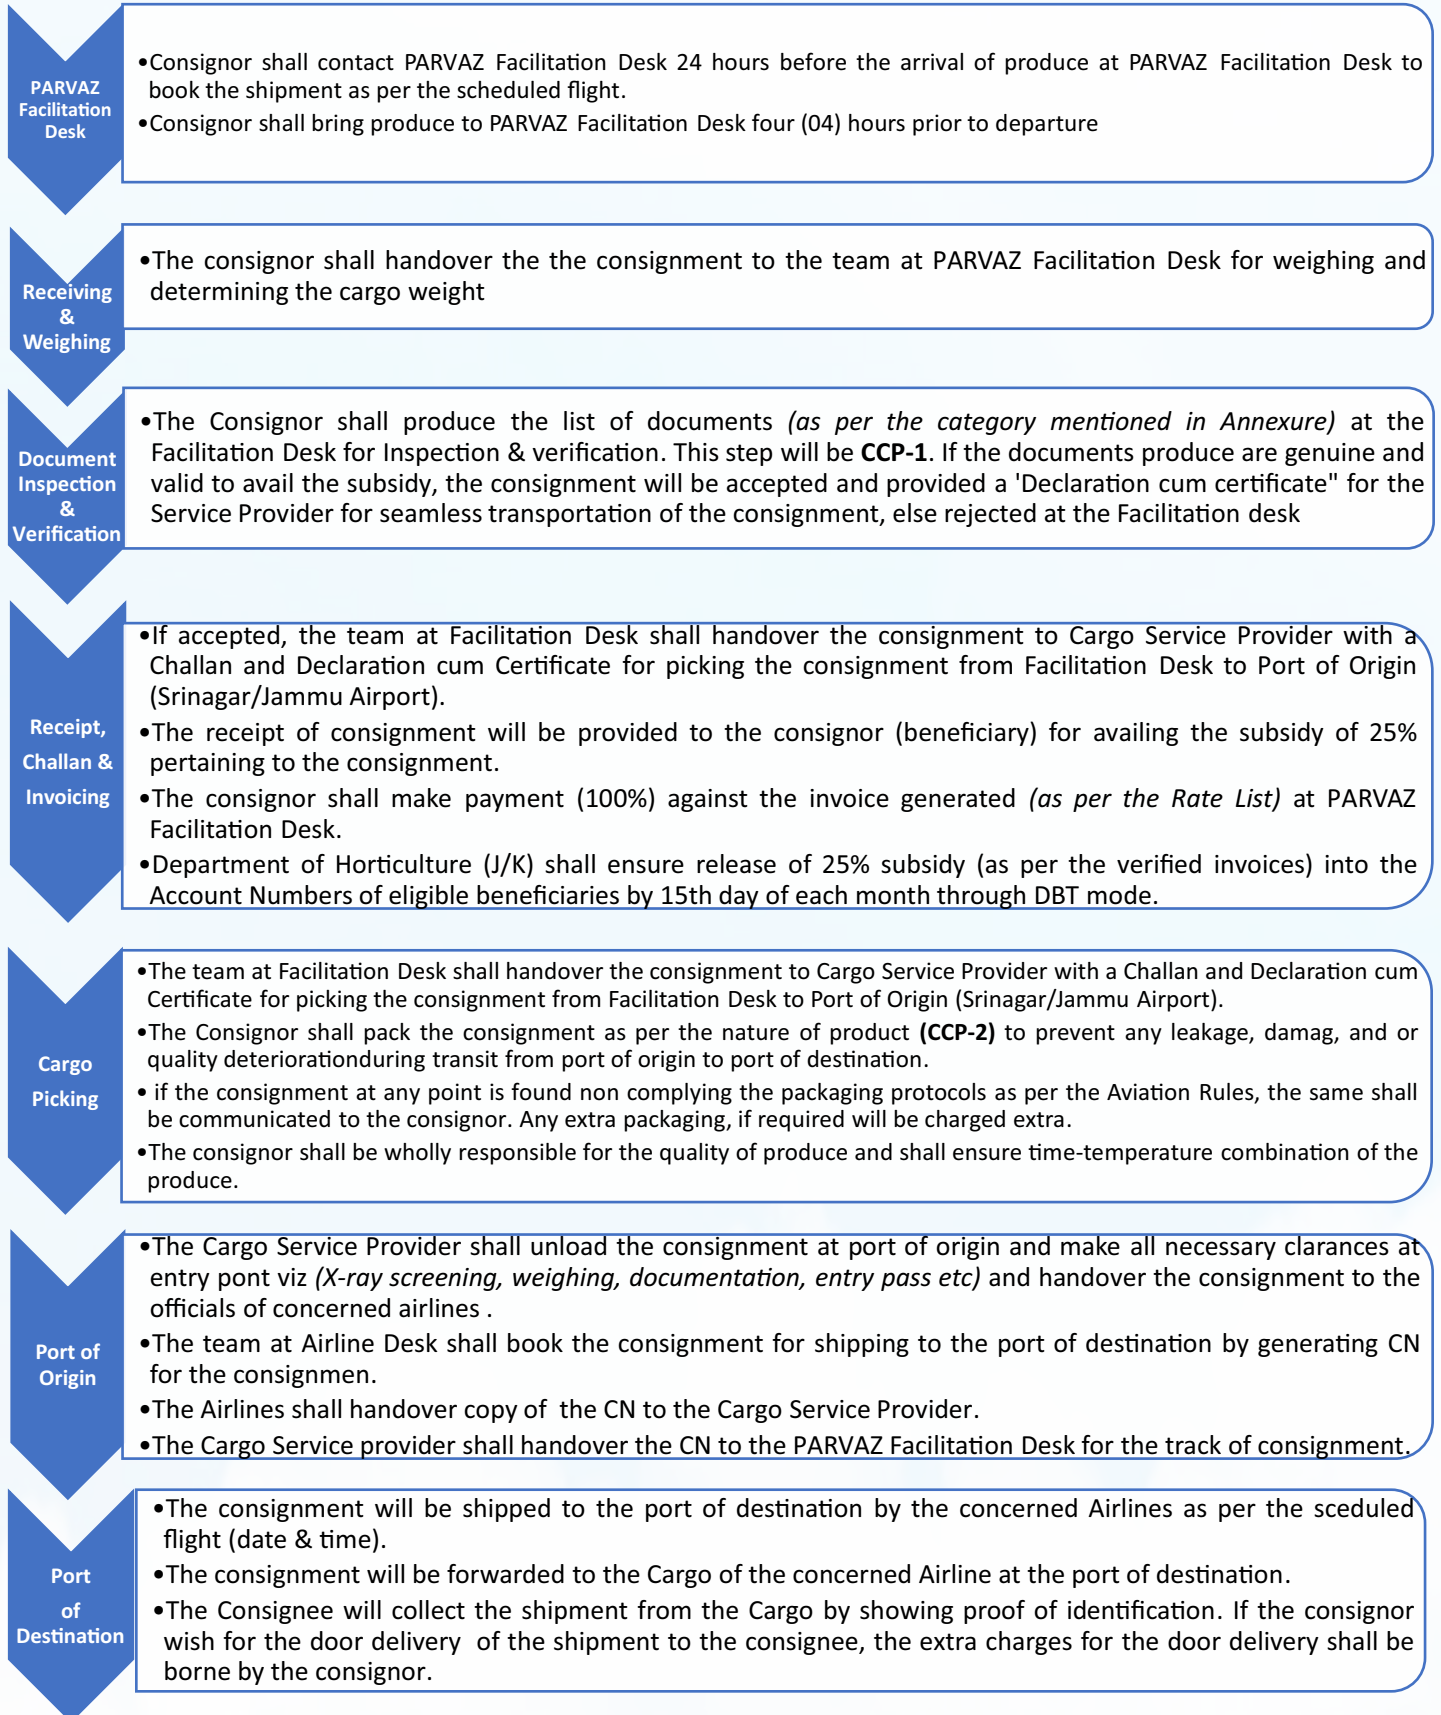 PARVAZ
Facilitation
Desk
•Consignor shall contact PARVAZ Facilitation Desk 24 hours before the arrival of produce at PARVAZ Facilitation Desk to
book the shipment as per the scheduled flight.
•Consignor shall bring produce to PARVAZ Facilitation Desk four (04) hours prior to departure
Receiving
&
Weighing
•The consignor shall handover the the consignment to the team at PARVAZ Facilitation Desk for weighing and
determining the cargo weight
Document
Inspection
&
Verification
•The Consignor shall produce the list of documents (as per the category mentioned in Annexure) at the
Facilitation Desk for Inspection & verification. This step will be CCP-1. If the documents produce are genuine and
valid to avail the subsidy, the consignment will be accepted and provided a 'Declaration cum certificate" for the
Service Provider for seamless transportation of the consignment, else rejected at the Facilitation desk
Receipt,
Challan &
Invoicing
•If accepted, the team at Facilitation Desk shall handover the consignment to Cargo Service Provider with a
Challan and Declaration cum Certificate for picking the consignment from Facilitation Desk to Port of Origin
(Srinagar/Jammu Airport).
•The receipt of consignment will be provided to the consignor (beneficiary) for availing the subsidy of 25%
pertaining to the consignment.
•The consignor shall make payment (100%) against the invoice generated (as per the Rate List) at PARVAZ
Facilitation Desk.
•Department of Horticulture (J/K) shall ensure release of 25% subsidy (as per the verified invoices) into the
Account Numbers of eligible beneficiaries by 15th day of each month through DBT mode.
Cargo
Picking
•The team at Facilitation Desk shall handover the consignment to Cargo Service Provider with a Challan and Declaration cum
Certificate for picking the consignment from Facilitation Desk to Port of Origin (Srinagar/Jammu Airport).
•The Consignor shall pack the consignment as per the nature of product (CCP-2) to prevent any leakage, damag, and or
quality deteriorationduring transit from port of origin to port of destination.
• if the consignment at any point is found non complying the packaging protocols as per the Aviation Rules, the same shall
be communicated to the consignor. Any extra packaging, if required will be charged extra.
•The consignor shall be wholly responsible for the quality of produce and shall ensure time-temperature combination of the
produce.
Port of
Origin
•The Cargo Service Provider shall unload the consignment at port of origin and make all necessary clarances at
entry pont viz (X-ray screening, weighing, documentation, entry pass etc) and handover the consignment to the
officials of concerned airlines .
•The team at Airline Desk shall book the consignment for shipping to the port of destination by generating CN
for the consignmen.
•The Airlines shall handover copy of the CN to the Cargo Service Provider.
•The Cargo Service provider shall handover the CN to the PARVAZ Facilitation Desk for the track of consignment.
Port
of
Destination
•The consignment will be shipped to the port of destination by the concerned Airlines as per the sceduled
flight (date & time).
•The consignment will be forwarded to the Cargo of the concerned Airline at the port of destination.
•The Consignee will collect the shipment from the Cargo by showing proof of identification. If the consignor
wish for the door delivery of the shipment to the consignee, the extra charges for the door delivery shall be
borne by the consignor.